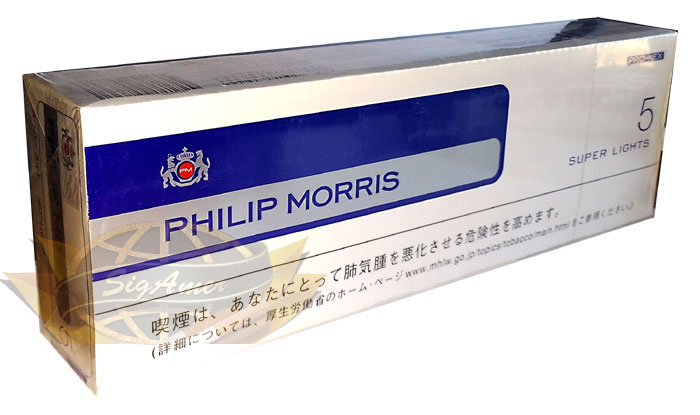 PRO-NEX
5
SUPER LIGHTS
PM
PHILIP MORRIS
喫煙は、あなたにとって肺気腫を悪化させる危険性を高めます。
(詳細については、厚生労働省のホーム・ページ www.mhlw.go.jp/topics/tobacco/main.html をご参照ください。)
SigAmer